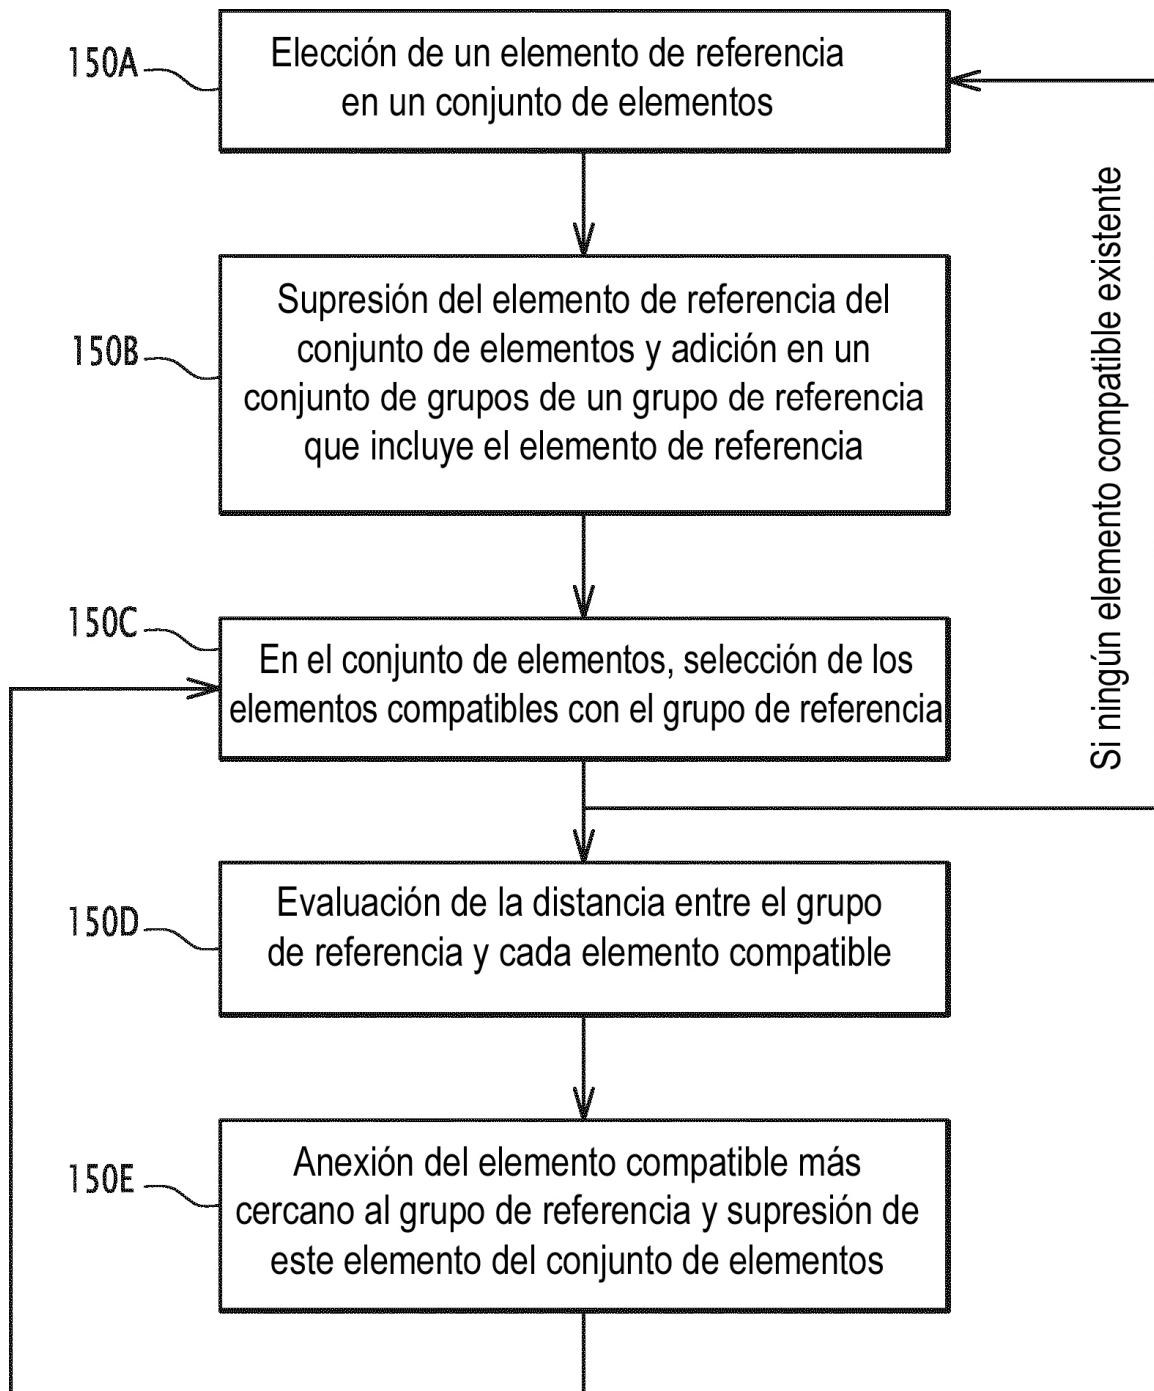 150A
Elección de un elemento de referencia
en un conjunto de elementos
150B
Supresión del elemento de referencia del
conjunto de elementos y adición en un
conjunto de grupos de un grupo de referencia
que incluye el elemento de referencia
150C
En el conjunto de elementos, selección de los
elementos compatibles con el grupo de referencia
Si ningún elemento compatible existente
150D
Evaluación de la distancia entre el grupo
de referencia y cada elemento compatible
150E
Anexión del elemento compatible más
cercano al grupo de referencia y supresión de
este elemento del conjunto de elementos